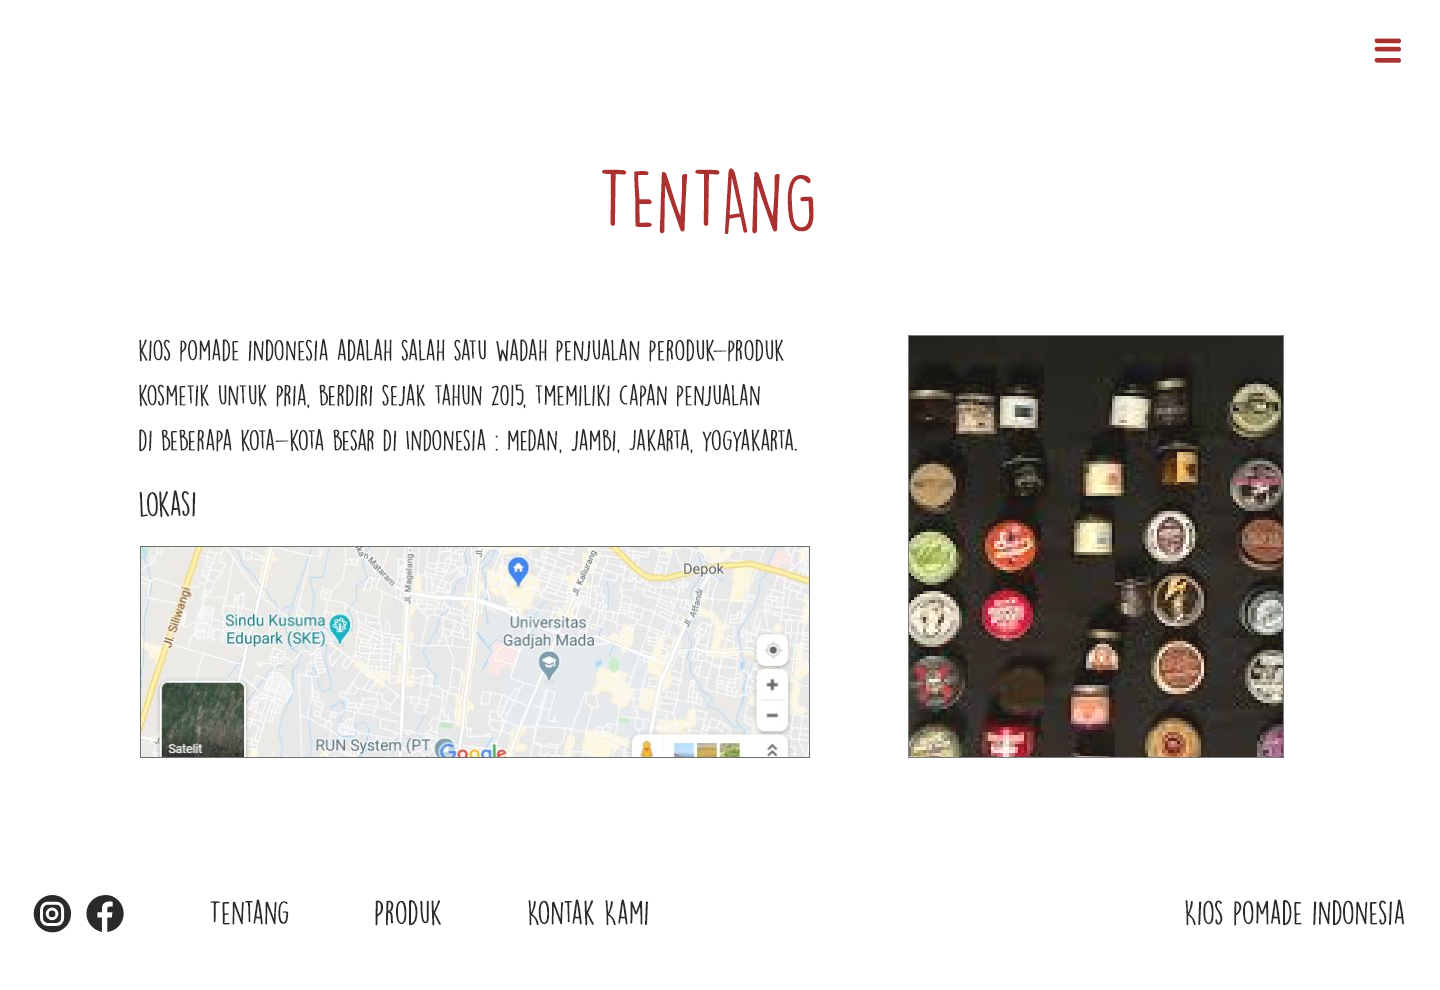 TENTANG
KIOS POMADE INDONESIA ADALAH SALAH SATU WADAH PENJUALAN PERODUK-PRODUK
KOSMETIK UNTUK PRIA, BERDIRI SEJAK TAHUN 2015, TMEMILIKI CAPAN PENJUALAN
DI BEBERAPA KOTA-KOTA BESAR DI INDONESIA : MEDAN, JAMBI, JAKARTA, YOGYAKARTA.
LOKASI
Jl. Siliwangi
Mataram
Jl. Magelang
Jl.
Jl. Kaliurang
Depok
Jl. Affandi
Sindu Kusuma
Edupark (SKE)
Universitas
Gadjah Mada
Satelit
RUN System (PT
Google
TENTANG
PRODUK
KONTAK KAMI
KIOS POMADE INDONESIA